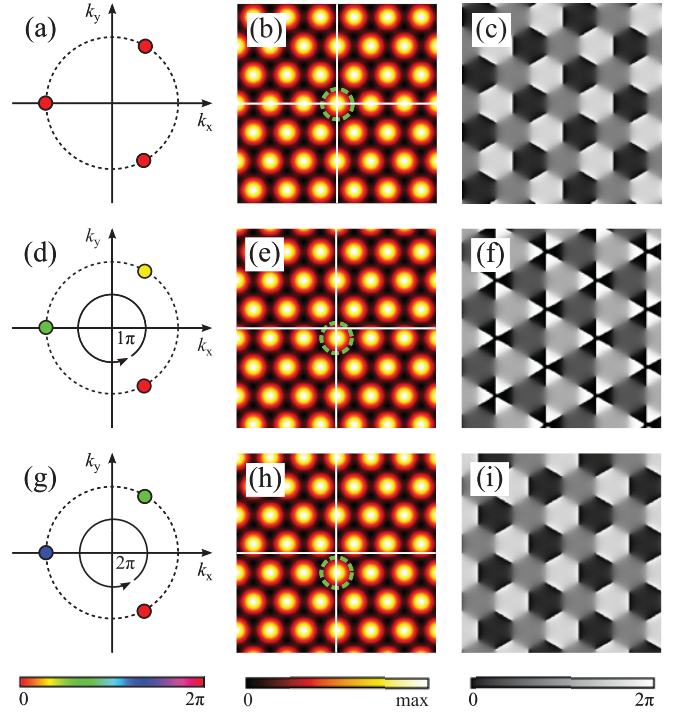 (a)
k_y
k_x
(b)
(c)
(d)
k_y
1π
k_x
(e)
(f)
(g)
k_y
2π
k_x
(h)
(i)
0 2π
0 max
0 2π